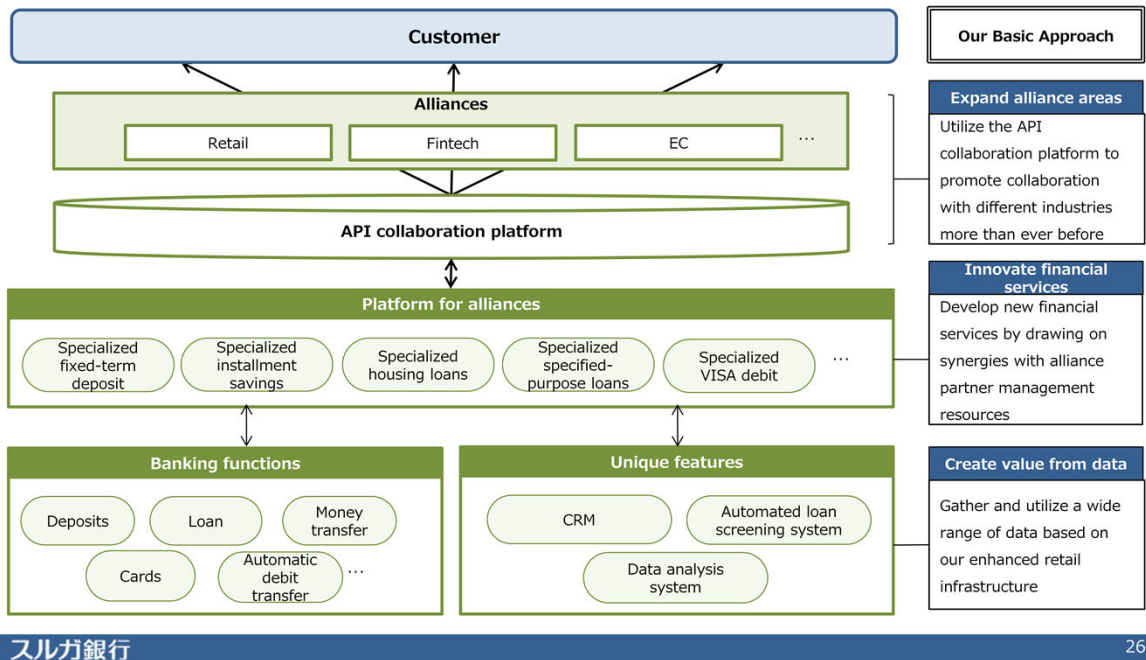 Customer
Our Basic Approach
Alliances
Retail
Fintech
EC
…
API collaboration platform
Expand alliance areas
Utilize the API
collaboration platform to
promote collaboration
with different industries
more than ever before
Platform for alliances
Specialized
fixed-term
deposit
Specialized
installment
savings
Specialized
housing loans
Specialized
specified-
purpose loans
Specialized
VISA debit
…
Innovate financial
services
Develop new financial
services by drawing on
synergies with alliance
partner management
resources
Banking functions
Deposits
Loan
Money
transfer
Cards
Automatic
debit
transfer
…
Unique features
CRM
Automated loan
screening system
Data analysis
system
Create value from data
Gather and utilize a wide
range of data based on
our enhanced retail
infrastructure
スルガ銀行
26